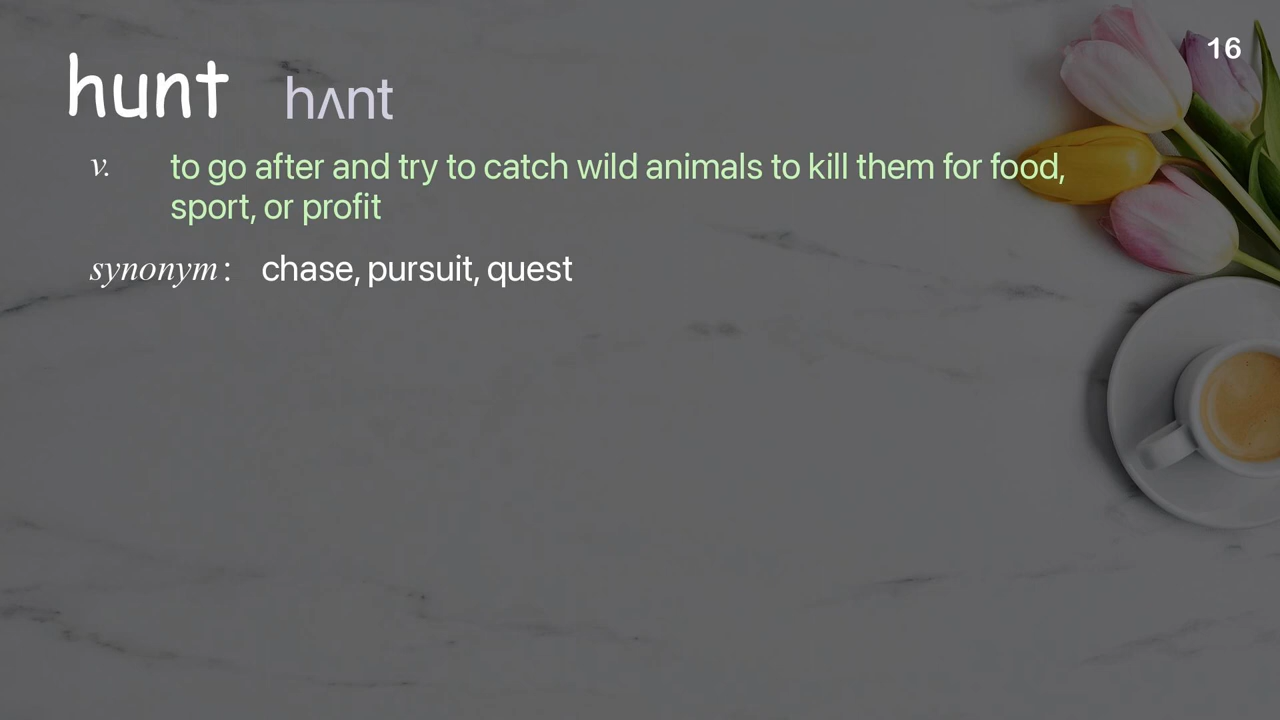 16
hunt hʌnt
v. to go after and try to catch wild animals to kill them for food,
sport, or profit
synonym : chase, pursuit, quest